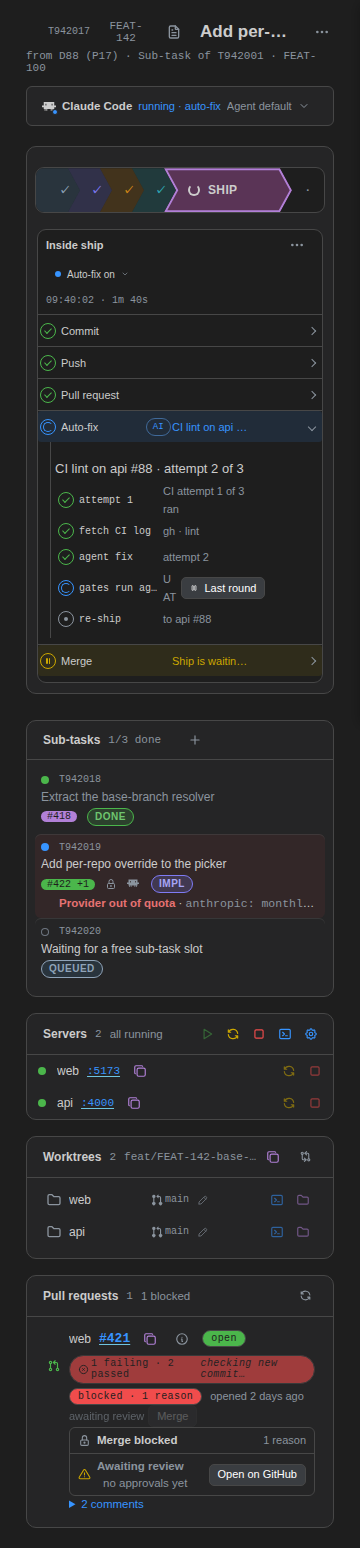 T942017 FEAT-142 Add per-…
from D88 (P17) · Sub-task of T942001 · FEAT-
100
Claude Code running · auto-fix Agent default
SHIP
Inside ship
Auto-fix on
09:40:02 · 1m 40s
Commit
Push
Pull request
Auto-fix AI CI lint on api …
CI lint on api #88 · attempt 2 of 3
attempt 1 CI attempt 1 of 3 ran
fetch CI log gh · lint
agent fix attempt 2
gates run ag… UAT Last round
re-ship to api #88
Merge Ship is waitin…
Sub-tasks 1/3 done
T942018
Extract the base-branch resolver
#418 DONE
T942019
Add per-repo override to the picker
#422 +1 IMPL
Provider out of quota · anthropic: monthl…
T942020
Waiting for a free sub-task slot
QUEUED
Servers 2 all running
web :5173
api :4000
Worktrees 2 feat/FEAT-142-base-…
web main
api main
Pull requests 1 1 blocked
web #421 open
1 failing · 2 passed checking new commit…
blocked · 1 reason opened 2 days ago
awaiting review Merge
Merge blocked 1 reason
Awaiting review
no approvals yet Open on GitHub
2 comments